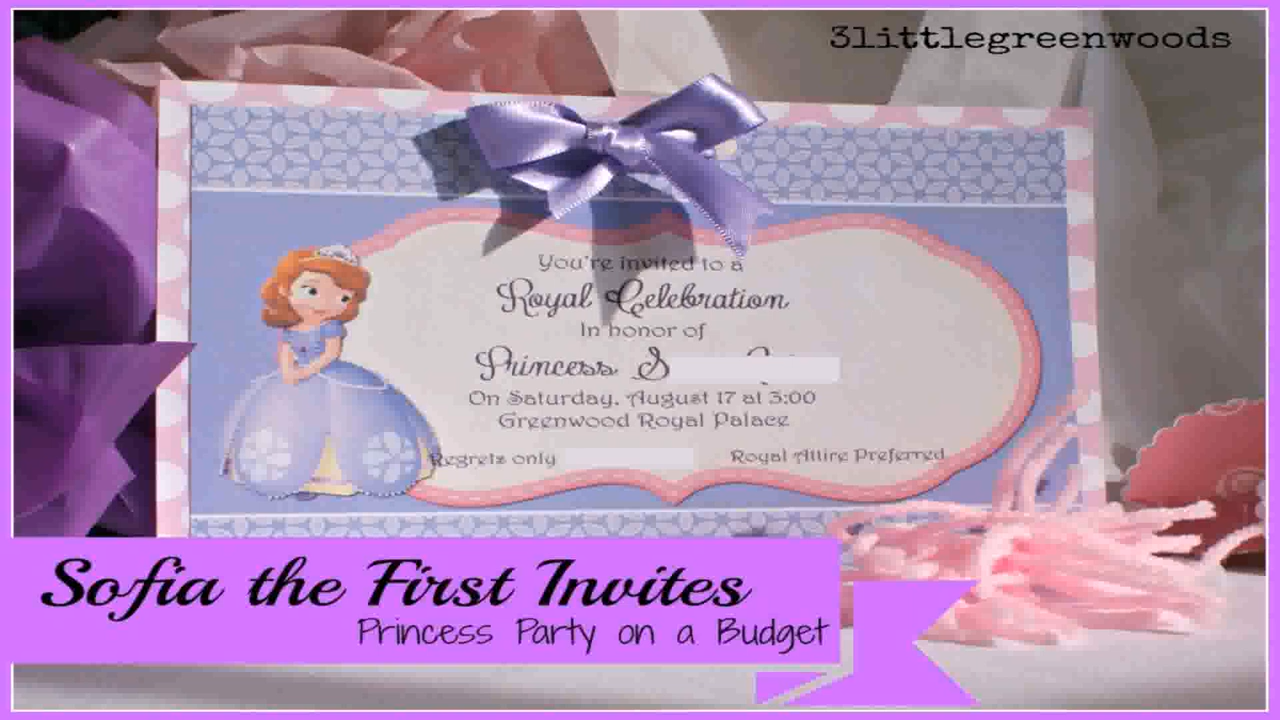 3littlegreenwoods
You're invited to a
Royal Celebration
In honor of
Princess S
On Saturday, August 17 at 3:00
Greenwood Royal Palace
Regrets only Royal Attire Preferred
Sofia the First Invites
Princess Party on a Budget